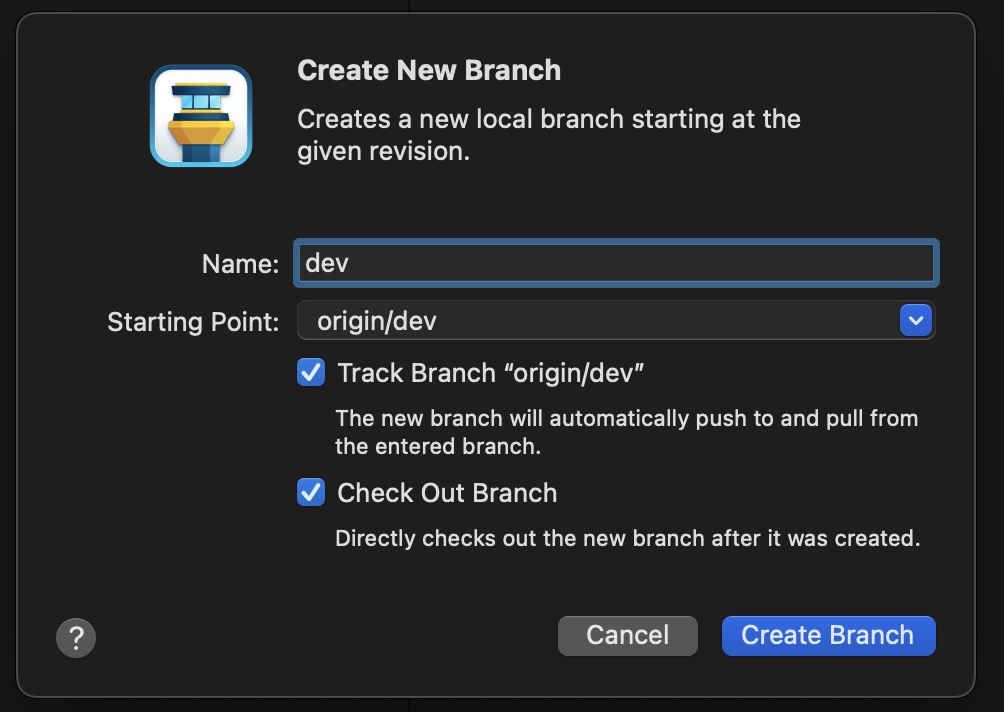 Create New Branch
Creates a new local branch starting at the
given revision.
Name: dev
Starting Point: origin/dev
Track Branch “origin/dev”
The new branch will automatically push to and pull from
the entered branch.
Check Out Branch
Directly checks out the new branch after it was created.
? Cancel Create Branch